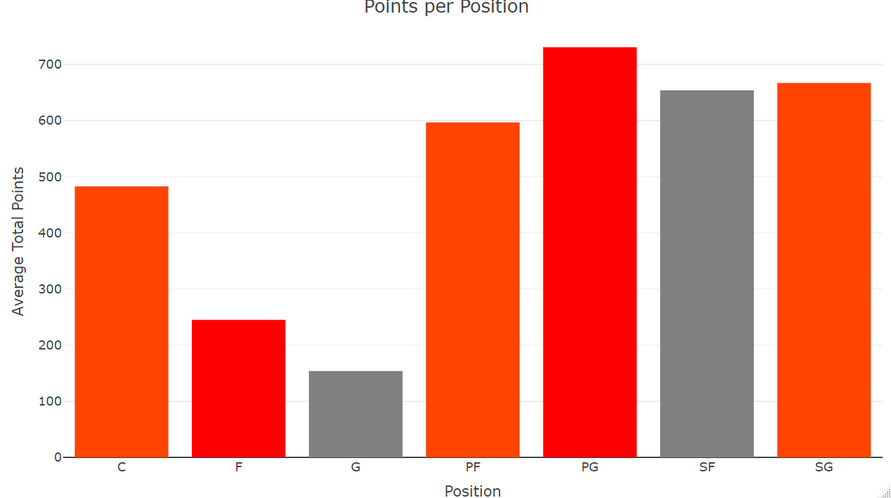 Points per Position
Average Total Points
700
600
500
400
300
200
100
0
C F G PF PG SF SG
Position